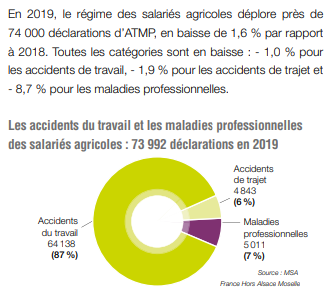 En 2019, le régime des salariés agricoles déplore près de
74 000 déclarations d'ATMP, en baisse de 1,6 % par rapport
à 2018. Toutes les catégories sont en baisse : - 1,0 % pour
les accidents de travail, - 1,9 % pour les accidents de trajet et
- 8,7 % pour les maladies professionnelles.
Les accidents du travail et les maladies professionnelles
des salariés agricoles : 73 992 déclarations en 2019
Accidents
de trajet
4 843
(6 %)
Accidents
du travail
64 138
(87 %)
Maladies
professionnelles
5 011
(7 %)
Source : MSA
France Hors Alsace Moselle